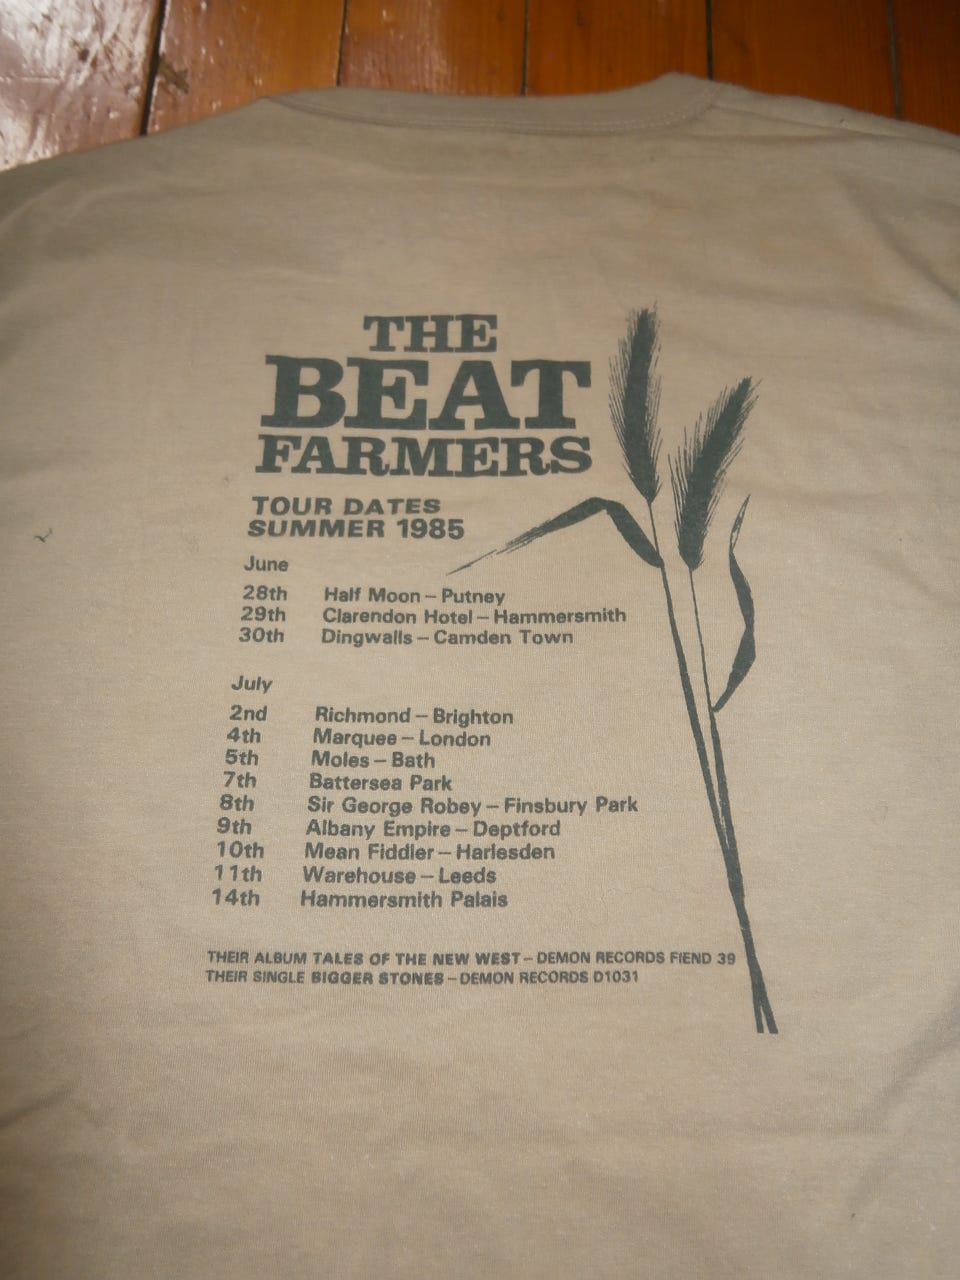 THE
BEAT
FARMERS
TOUR DATES
SUMMER 1985
June
28th Half Moon – Putney
29th Clarendon Hotel – Hammersmith
30th Dingwalls – Camden Town
July
2nd Richmond – Brighton
4th Marquee – London
5th Moles – Bath
7th Battersea Park
8th Sir George Robey – Finsbury Park
9th Albany Empire – Deptford
10th Mean Fiddler – Harlesden
11th Warehouse – Leeds
14th Hammersmith Palais
THEIR ALBUM TALES OF THE NEW WEST – DEMON RECORDS FIEND 39
THEIR SINGLE BIGGER STONES – DEMON RECORDS D1031